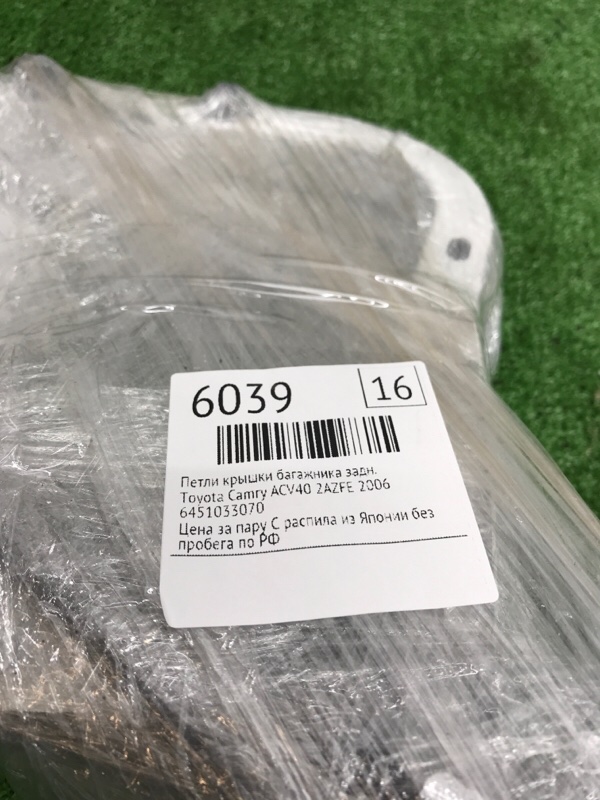 6039 16
Петли крышки багажника задн.
Toyota Camry ACV40 2AZFE 2006
6451033070
Цена за пару С распила из Японии без
пробега по РФ